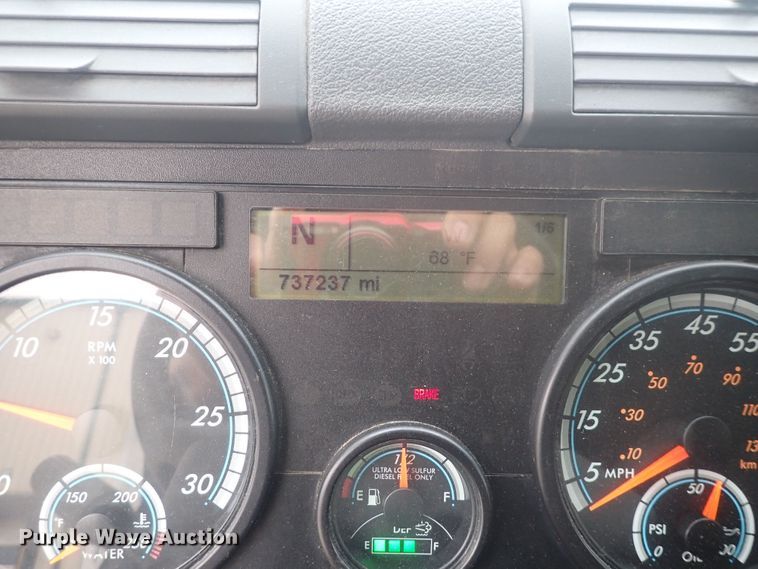 N
1/6
68 °F
737237 mi
BRAKE
10 15 20 25 30
RPM
X 100
150 200
°F
WATER
1/2
ULTRA LOW SULFUR
DIESEL FUEL ONLY
E F
DEF
E F
5 15 25 35 45 55
MPH
10 30 50 70 90 110
km
PSI
0 50
OIL
Purple Wave Auction